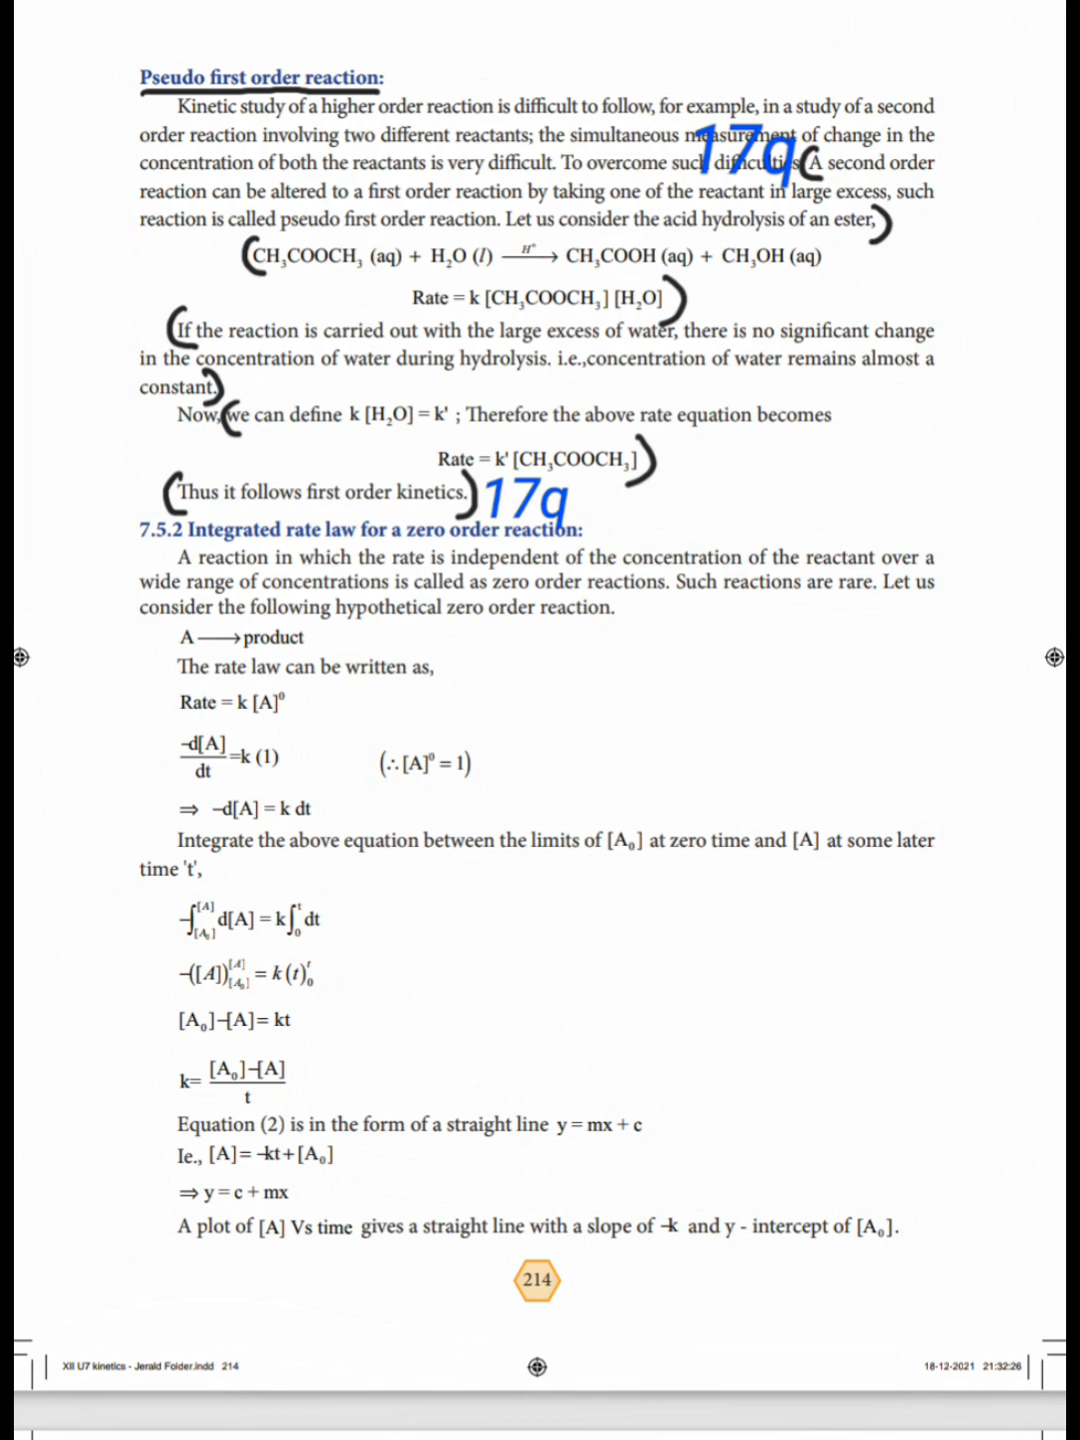 Pseudo first order reaction:
Kinetic study of a higher order reaction is difficult to follow, for example, in a study of a second
order reaction involving two different reactants; the simultaneous measurement of change in the
17q
concentration of both the reactants is very difficult. To overcome such difficulties (A second order
reaction can be altered to a first order reaction by taking one of the reactant in large excess, such
reaction is called pseudo first order reaction. Let us consider the acid hydrolysis of an ester,)
(CH₃COOCH₃ (aq) + H₂O (l) —H⁺→ CH₃COOH (aq) + CH₃OH (aq)
Rate = k [CH₃COOCH₃] [H₂O])
(If the reaction is carried out with the large excess of water, there is no significant change
in the concentration of water during hydrolysis. i.e.,concentration of water remains almost a
constant.)
Now, (we can define k [H₂O] = k' ; Therefore the above rate equation becomes
Rate = k' [CH₃COOCH₃])
(Thus it follows first order kinetics.) 17q
7.5.2 Integrated rate law for a zero order reaction:
A reaction in which the rate is independent of the concentration of the reactant over a
wide range of concentrations is called as zero order reactions. Such reactions are rare. Let us
consider the following hypothetical zero order reaction.
A ⟶ product
The rate law can be written as,
Rate = k [A]⁰
-d[A]/dt =k (1) (∴ [A]⁰ = 1)
⇒ -d[A] = k dt
Integrate the above equation between the limits of [A₀] at zero time and [A] at some later
time 't',
-∫[A₀][A] d[A] = k∫₀ᵗ dt
-([A])[A₀][A] = k (t)₀ᵗ
[A₀]-[A]= kt
k= [A₀]-[A] / t
Equation (2) is in the form of a straight line y = mx + c
Ie., [A]= -kt+[A₀]
⇒ y = c + mx
A plot of [A] Vs time gives a straight line with a slope of -k and y - intercept of [A₀].
214
XII U7 kinetics - Jerald Folder.indd 214
18-12-2021 21:32:26